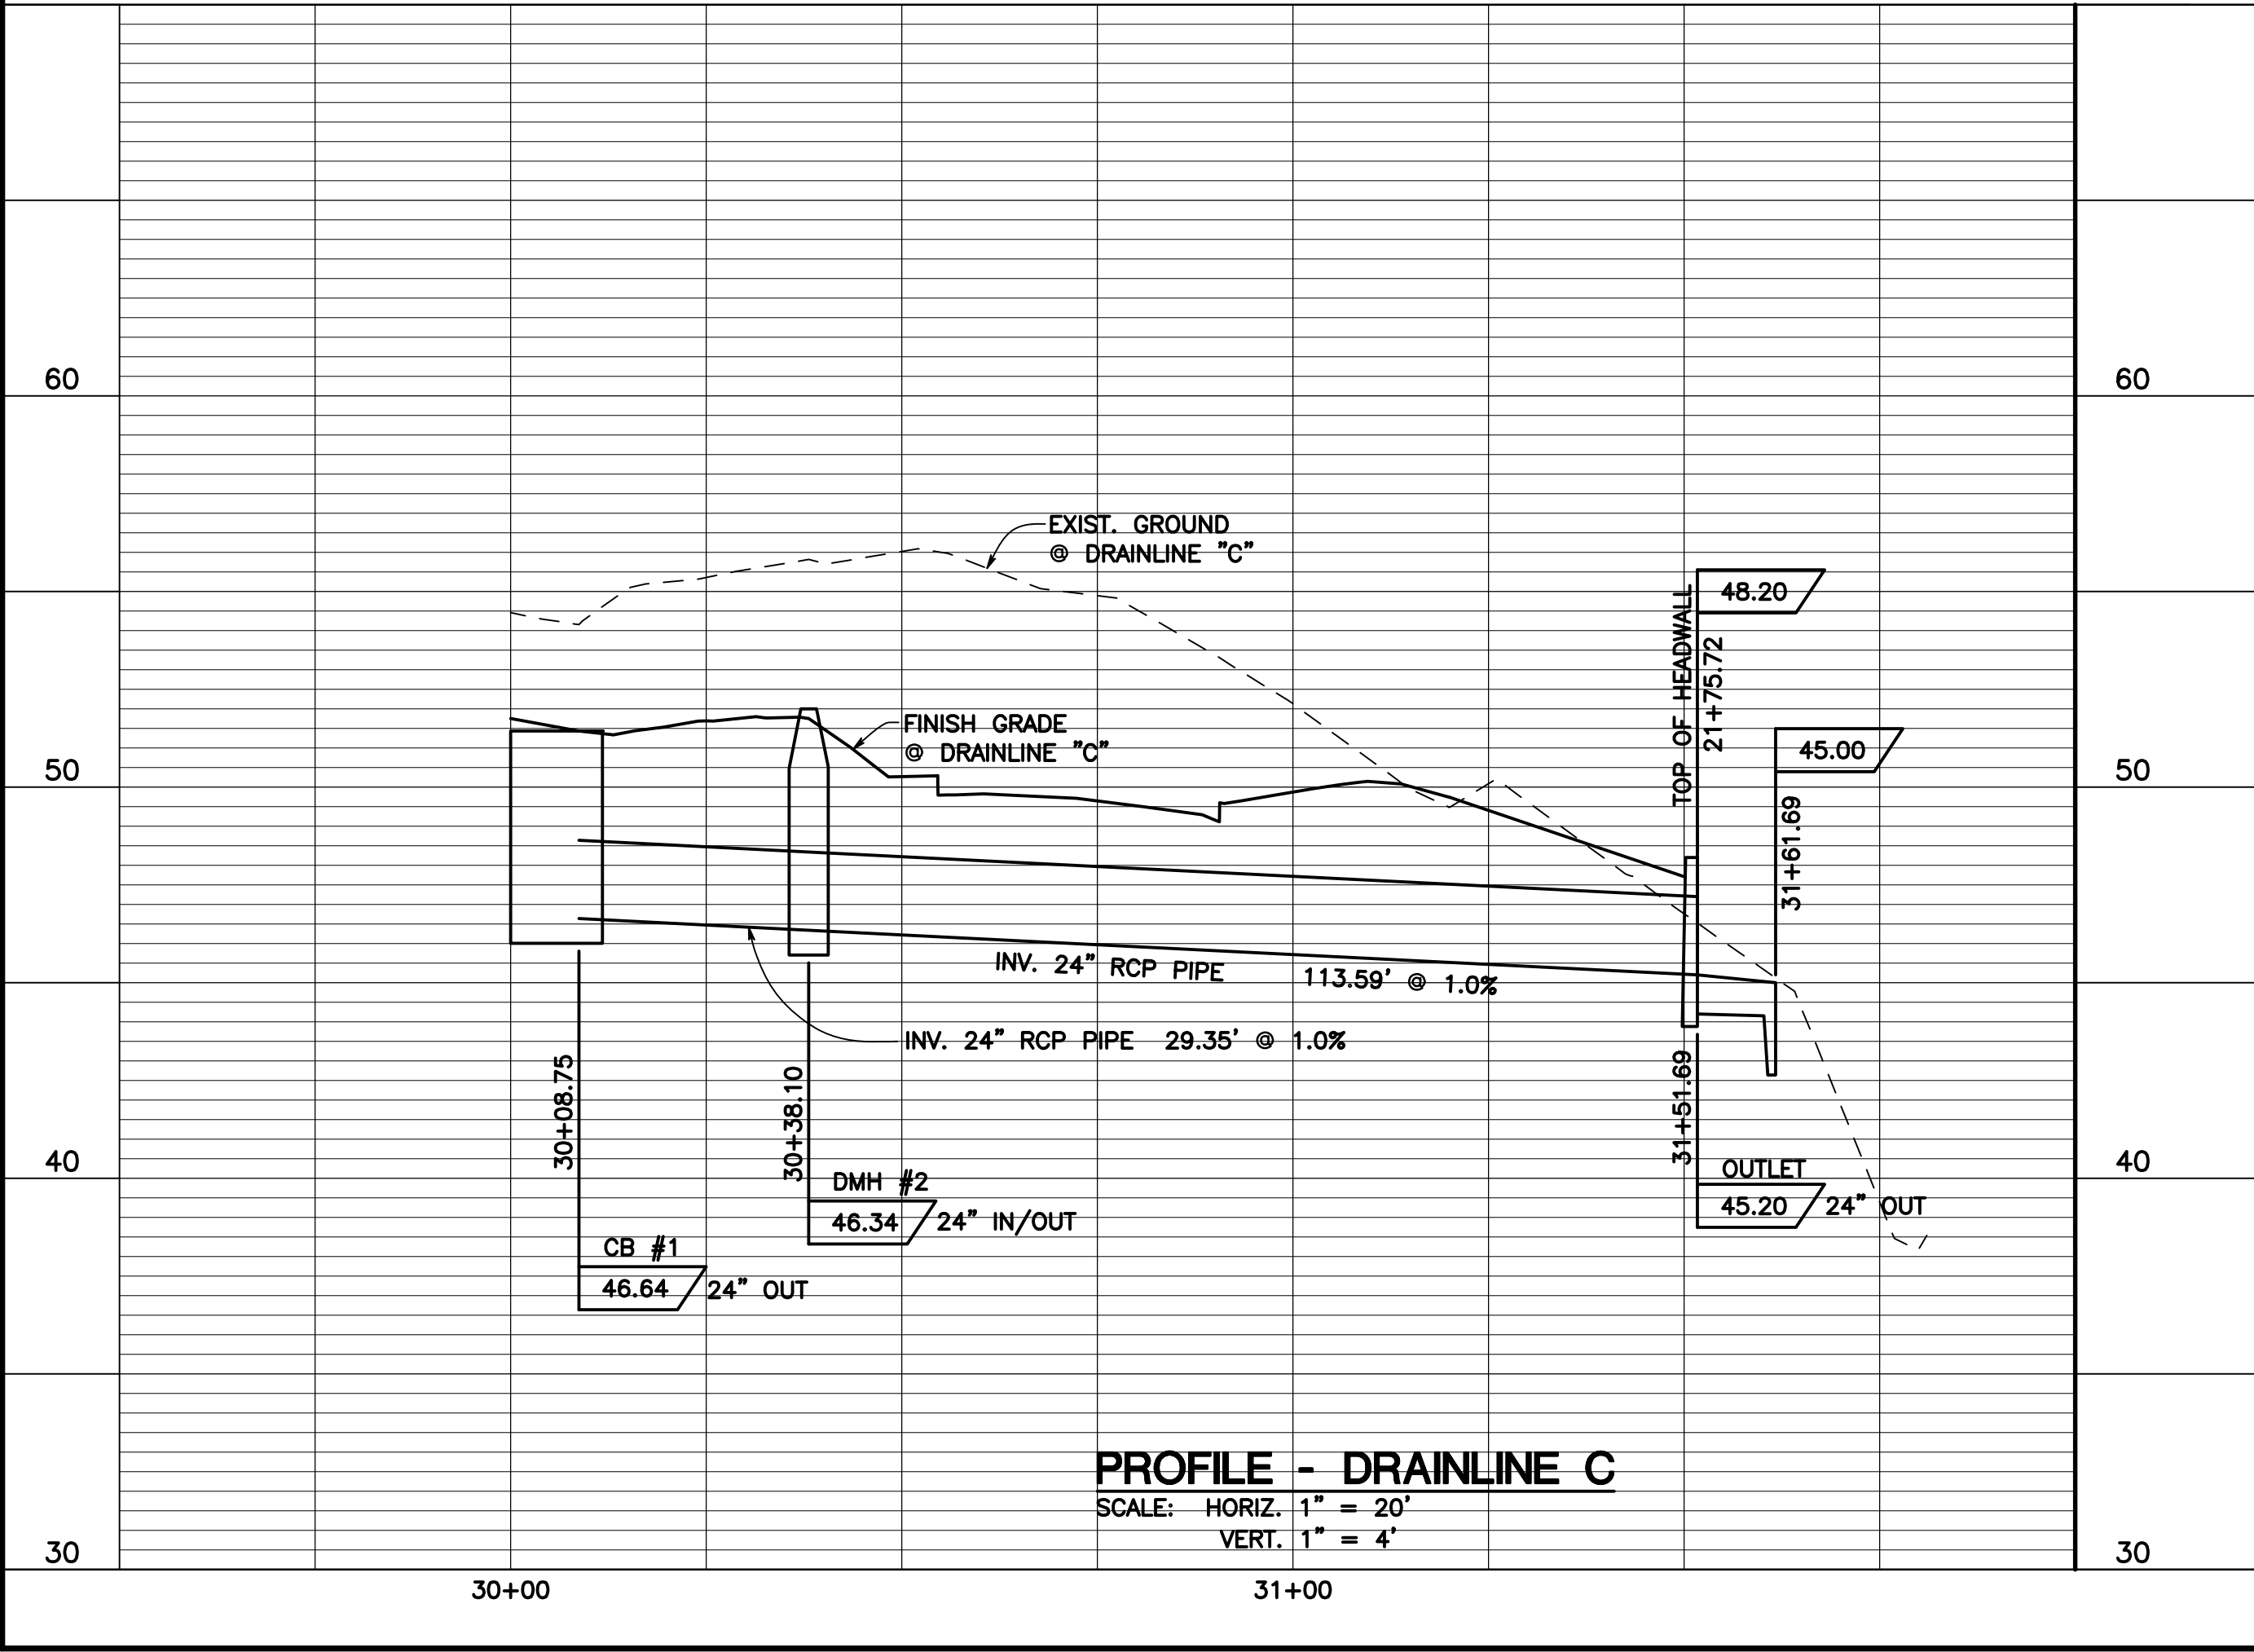 60
60
EXIST. GROUND
@ DRAINLINE "C"
48.20
TOP OF HEADWALL
21+75.72
FINISH GRADE
@ DRAINLINE "C"
45.00
31+61.69
50
50
INV. 24" RCP PIPE 113.59' @ 1.0%
INV. 24" RCP PIPE 29.35' @ 1.0%
30+08.75
30+38.10
31+51.69
40
40
DMH #2
46.34 24" IN/OUT
OUTLET
45.20 24" OUT
CB #1
46.64 24" OUT
PROFILE - DRAINLINE C
SCALE: HORIZ. 1" = 20'
VERT. 1" = 4'
30
30
30+00
31+00